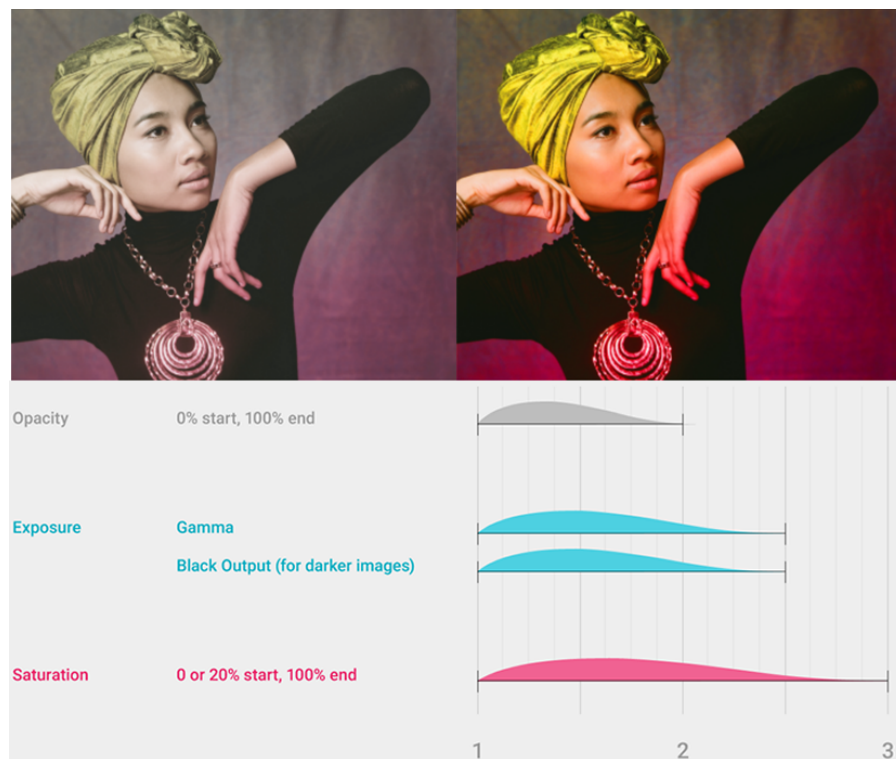 Opacity 0% start, 100% end
Exposure Gamma
Black Output (for darker images)
Saturation 0 or 20% start, 100% end
1 2 3